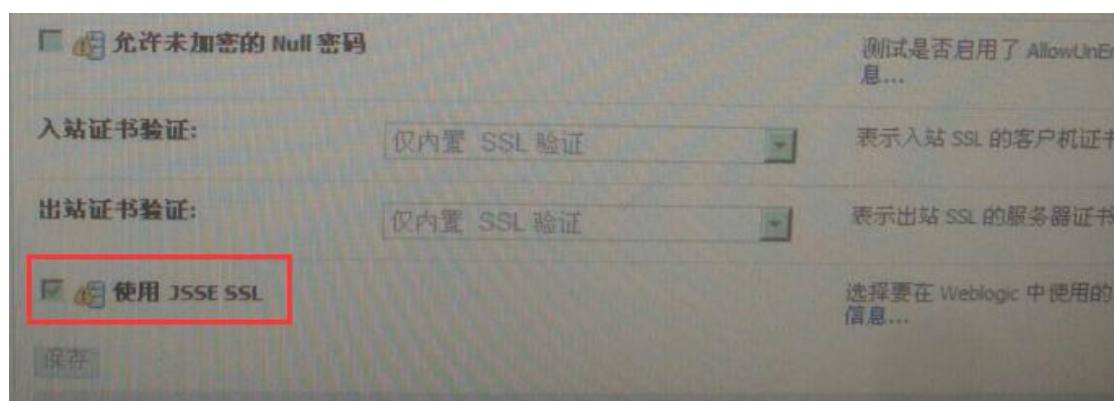 允许未加密的 Null 密码
测试是否启用了 AllowUnEn
息...
入站证书验证:
仅内置 SSL 验证
表示入站 SSL 的客户机证书
出站证书验证:
仅内置 SSL 验证
表示出站 SSL 的服务器证书
使用 JSSE SSL
选择要在 Weblogic 中使用的
信息...
保存